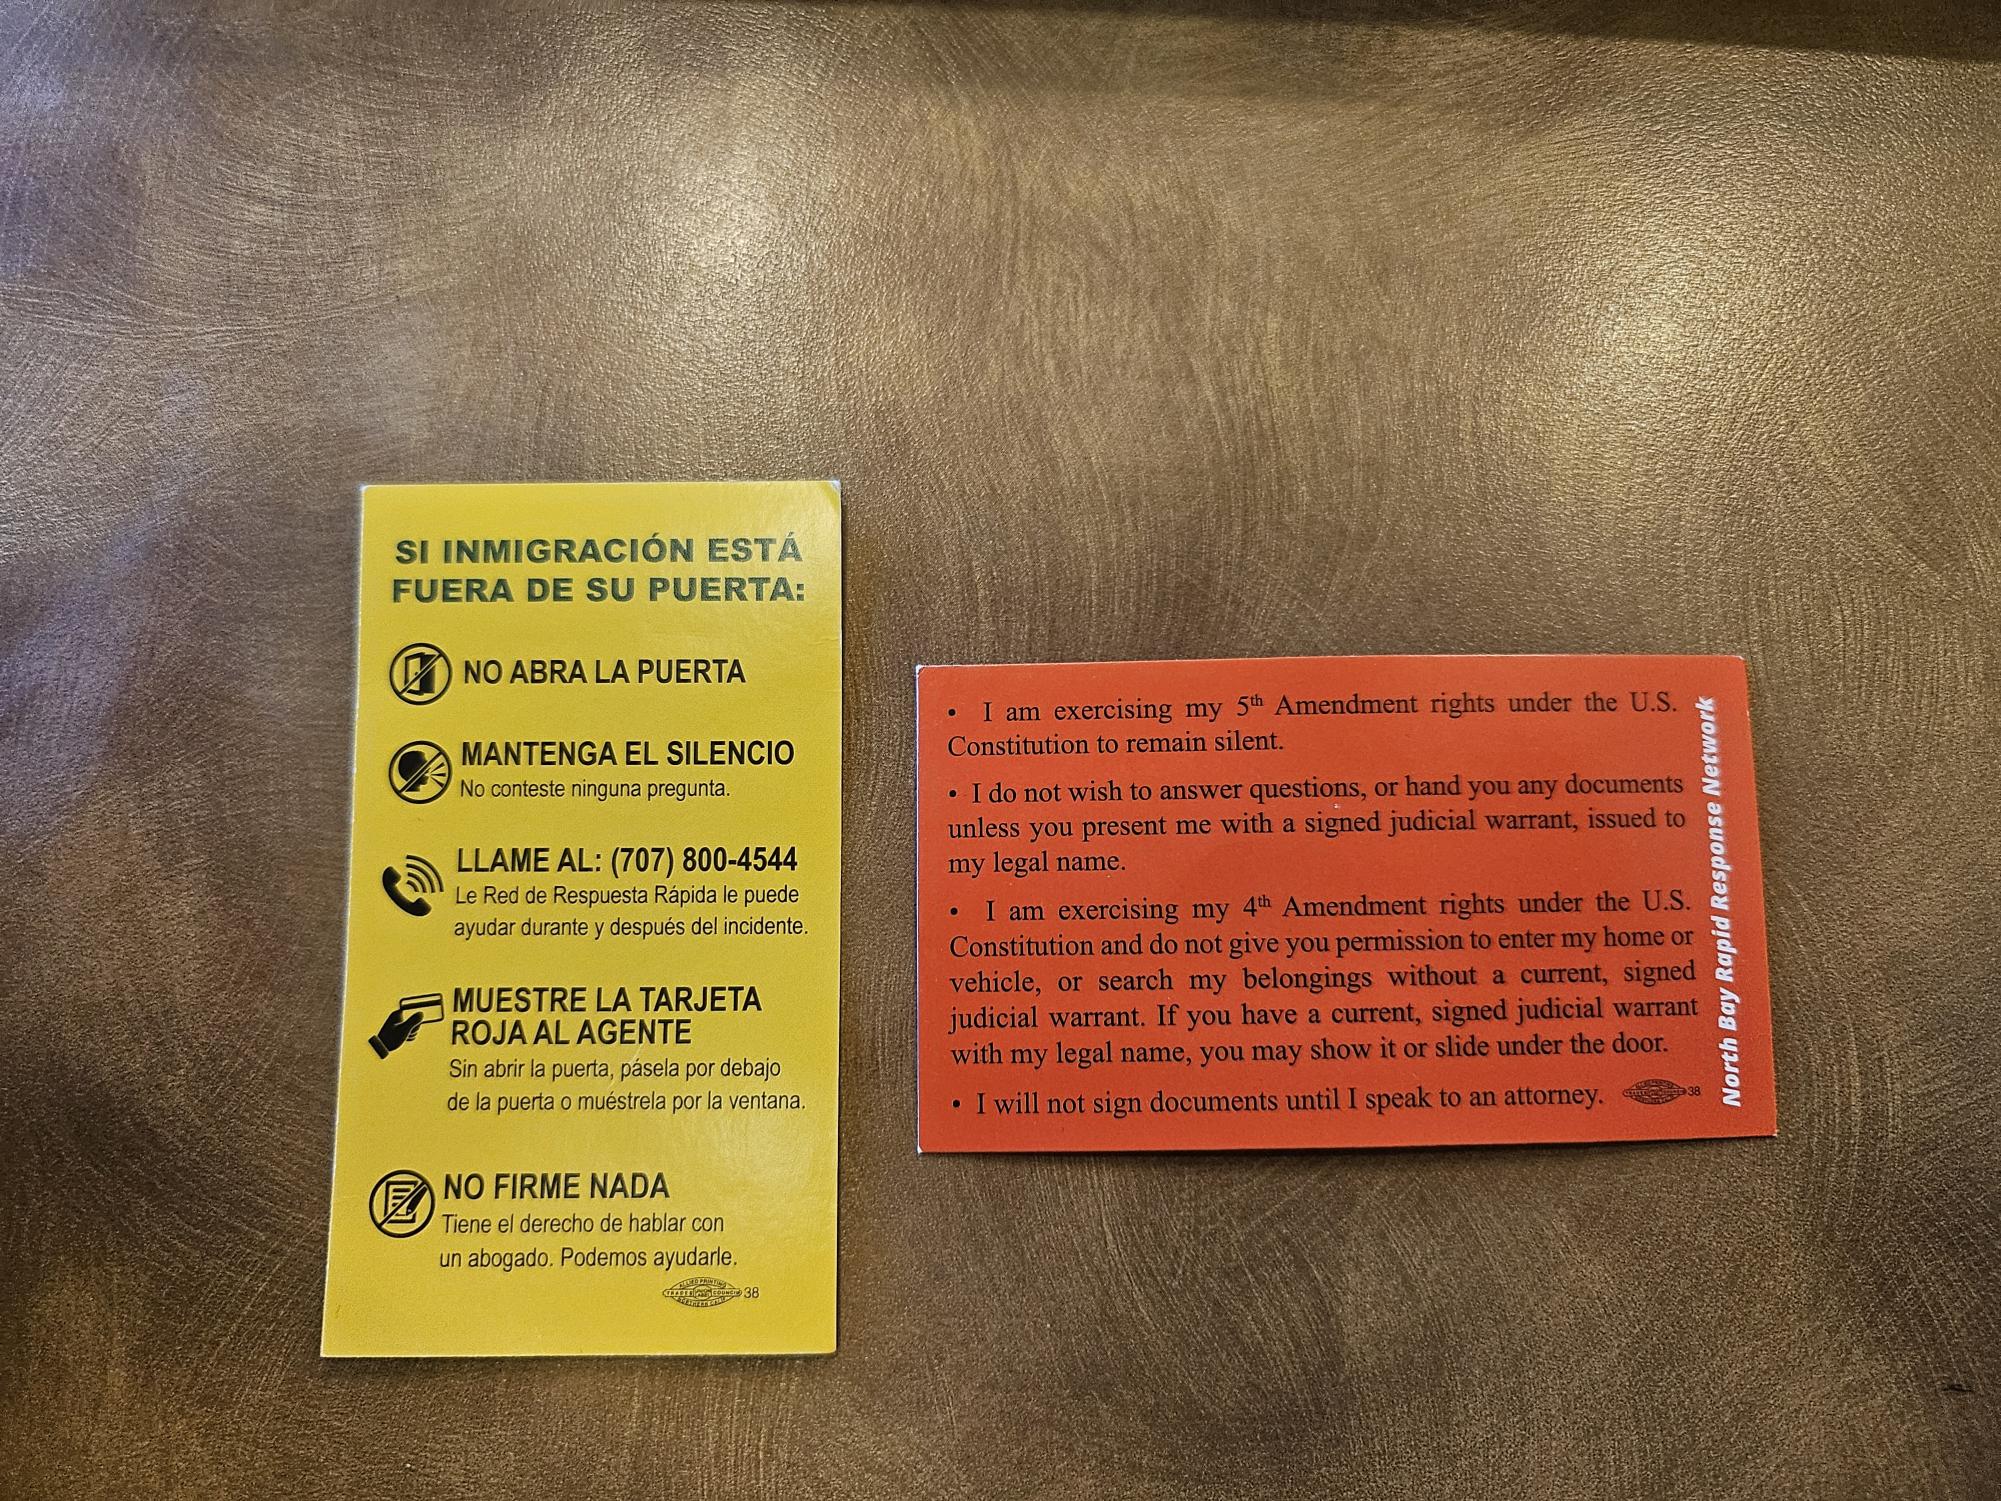 SI INMIGRACIÓN ESTÁ
FUERA DE SU PUERTA:
NO ABRA LA PUERTA
MANTENGA EL SILENCIO
No conteste ninguna pregunta.
LLAME AL: (707) 800-4544
Le Red de Respuesta Rápida le puede
ayudar durante y después del incidente.
MUESTRE LA TARJETA
ROJA AL AGENTE
Sin abrir la puerta, pásela por debajo
de la puerta o muéstrela por la ventana.
NO FIRME NADA
Tiene el derecho de hablar con
un abogado. Podemos ayudarle.
ALLIED PRINTING
TRADES COUNCIL
NORTHERN CALIF
38
• I am exercising my 5th Amendment rights under the U.S.
Constitution to remain silent.
• I do not wish to answer questions, or hand you any documents
unless you present me with a signed judicial warrant, issued to
my legal name.
• I am exercising my 4th Amendment rights under the U.S.
Constitution and do not give you permission to enter my home or
vehicle, or search my belongings without a current, signed
judicial warrant. If you have a current, signed judicial warrant
with my legal name, you may show it or slide under the door.
• I will not sign documents until I speak to an attorney.
38
North Bay Rapid Response Network